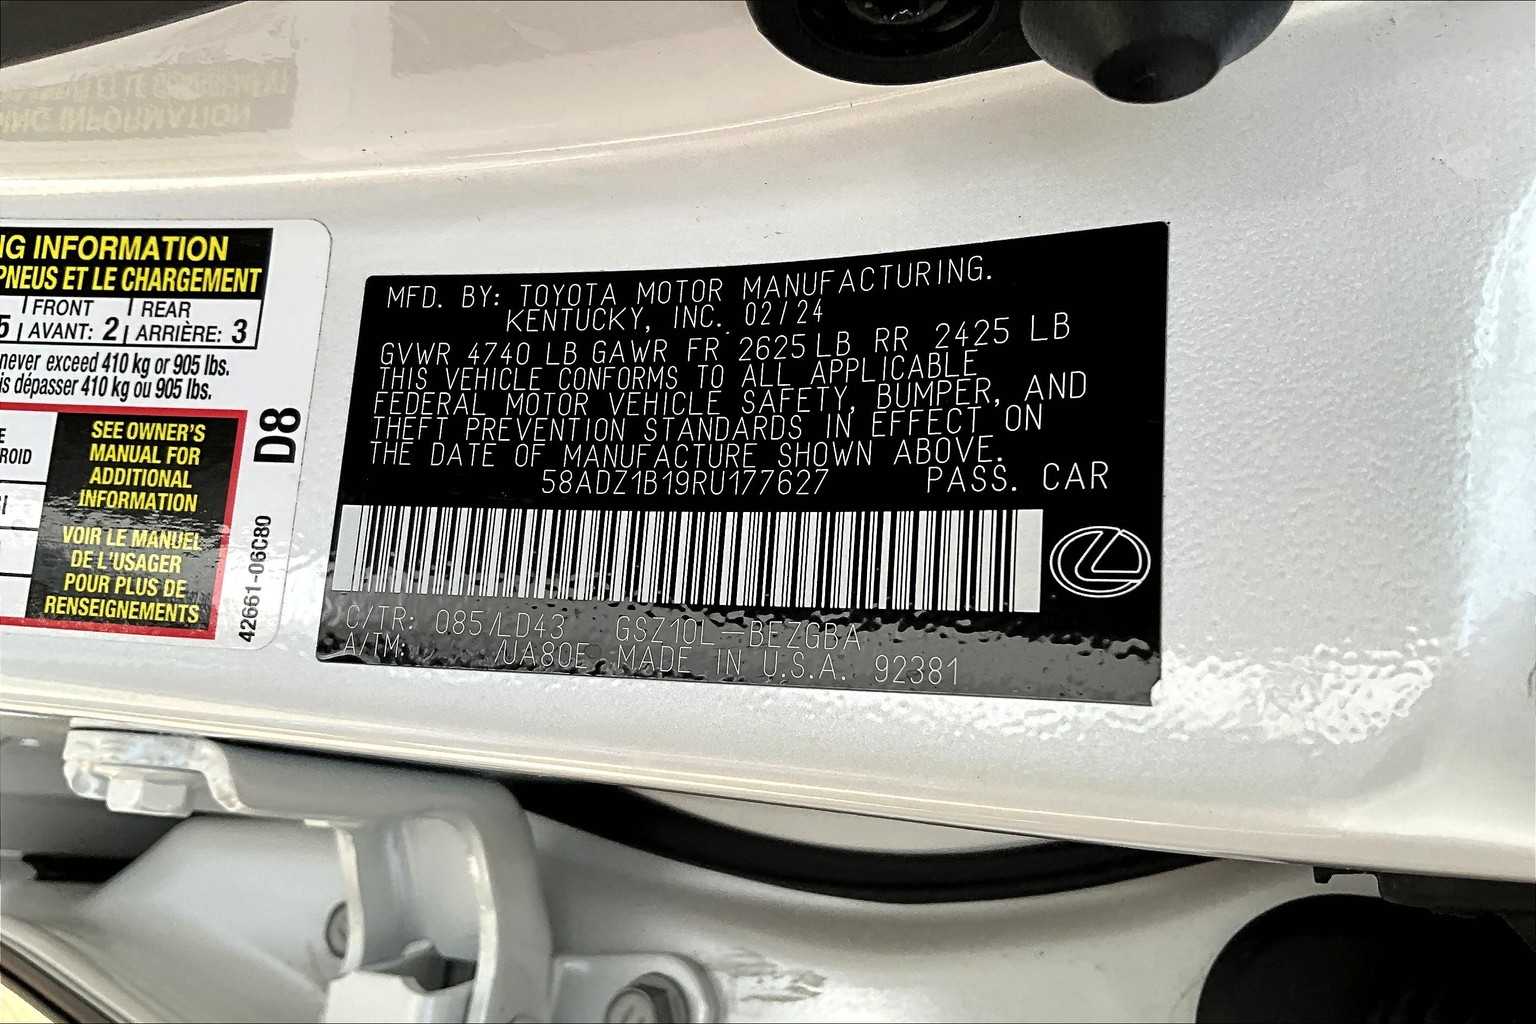 NG INFORMATION
PNEUS ET LE CHARGEMENT
5 FRONT REAR
AVANT: 2 ARRIÈRE: 3
never exceed 410 kg or 905 lbs.
is dépasser 410 kg ou 905 lbs.
SEE OWNER'S
MANUAL FOR
ADDITIONAL
INFORMATION
VOIR LE MANUEL
DE L'USAGER
POUR PLUS DE
RENSEIGNEMENTS
D8
42661-06C80
MFD. BY: TOYOTA MOTOR MANUFACTURING.
KENTUCKY, INC. 02/24
GVWR 4740 LB GAWR FR 2625 LB RR 2425 LB
THIS VEHICLE CONFORMS TO ALL APPLICABLE
FEDERAL MOTOR VEHICLE SAFETY, BUMPER, AND
THEFT PREVENTION STANDARDS IN EFFECT ON
THE DATE OF MANUFACTURE SHOWN ABOVE.
58ADZ1B19RU177627 PASS. CAR
C/TR: 085/LD43 GSZ10L-BEZGBA
A/TM: /UA80E MADE IN U.S.A. 92381